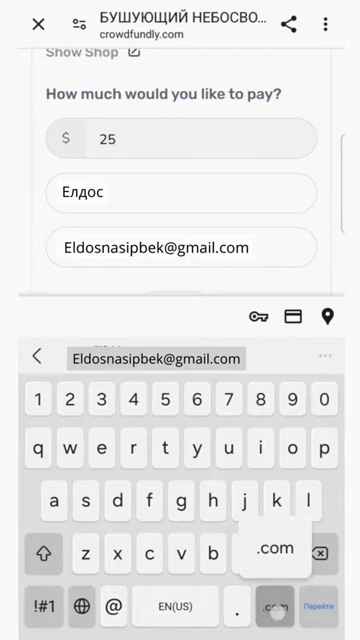 БУШУЮЩИЙ НЕБОСВО...
crowdfundly.com
Show Shop
How much would you like to pay?
$ 25
Елдос
Eldosnasipbek@gmail.com
Eldosnasipbek@gmail.com
1 2 3 4 5 6 7 8 9 0
q w e r t y u i o p
a s d f g h j k l
z x c v b
.com
!#1 @ EN(US) . .com Перейти